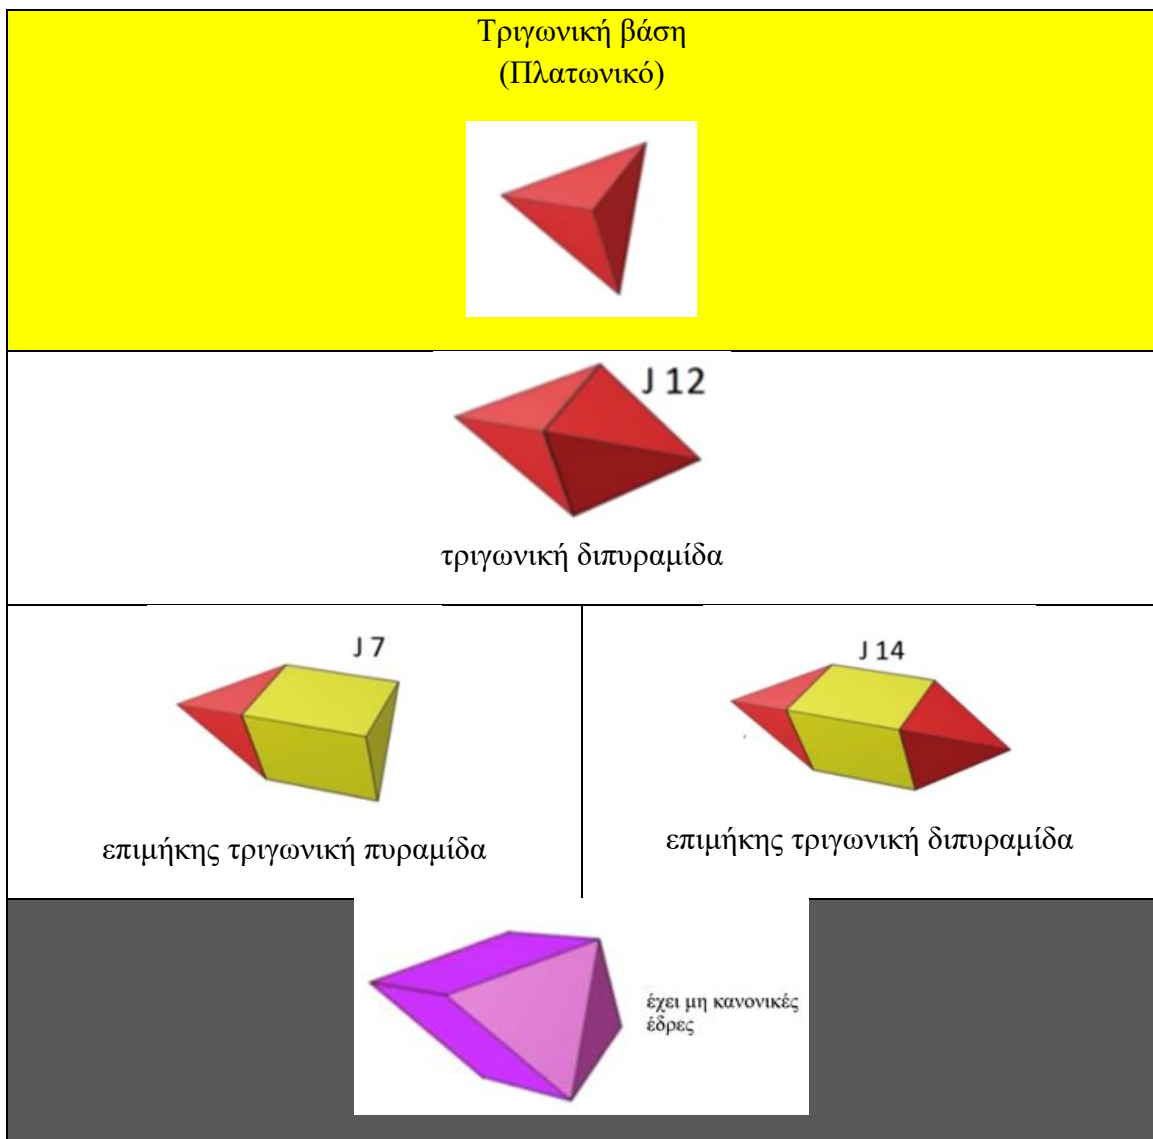 Τριγωνική βάση
(Πλατωνικό)
J 12
τριγωνική διπυραμίδα
J 7
επιμήκης τριγωνική πυραμίδα
J 14
επιμήκης τριγωνική διπυραμίδα
έχει μη κανονικές
έδρες